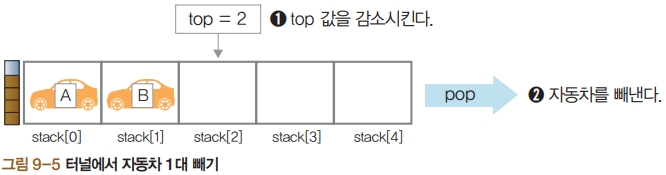 top = 2 ❶ top 값을 감소시킨다.
A B
pop ❷ 자동차를 빼낸다.
stack[0] stack[1] stack[2] stack[3] stack[4]
그림 9-5 터널에서 자동차 1대 빼기